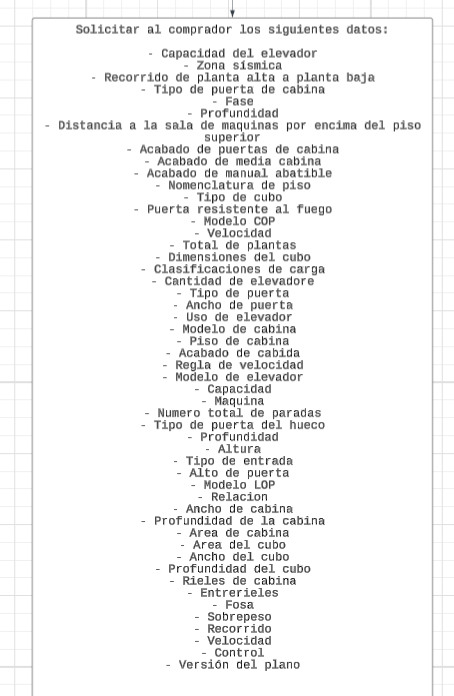 Solicitar al comprador los siguientes datos:
- Capacidad del elevador
- Zona sísmica
- Recorrido de planta alta a planta baja
- Tipo de puerta de cabina
- Fase
- Profundidad
- Distancia a la sala de maquinas por encima del piso
superior
- Acabado de puertas de cabina
- Acabado de media cabina
- Acabado de manual abatible
- Nomenclatura de piso
- Tipo de cubo
- Puerta resistente al fuego
- Modelo COP
- Velocidad
- Total de plantas
- Dimensiones del cubo
- Clasificaciones de carga
- Cantidad de elevadore
- Tipo de puerta
- Ancho de puerta
- Uso de elevador
- Modelo de cabina
- Piso de cabina
- Acabado de cabida
- Regla de velocidad
- Modelo de elevador
- Capacidad
- Maquina
- Numero total de paradas
- Tipo de puerta del hueco
- Profundidad
- Altura
- Tipo de entrada
- Alto de puerta
- Modelo LOP
- Relacion
- Ancho de cabina
- Profundidad de la cabina
- Area de cabina
- Area del cubo
- Ancho del cubo
- Profundidad del cubo
- Rieles de cabina
- Entrerieles
- Fosa
- Sobrepeso
- Recorrido
- Velocidad
- Control
- Versión del plano